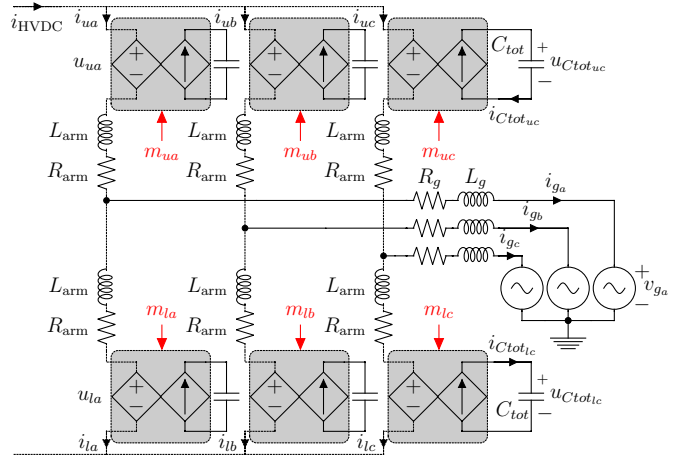 i_HVDC i_ua i_ub i_uc
+ − + − + − C_tot +
u_ua u_Ctot_uc
−
i_Ctot_uc
L_arm L_arm L_arm
m_ua m_ub m_uc
R_arm R_arm R_arm
R_g L_g i_ga
i_gb
i_gc
L_arm L_arm L_arm + v_ga −
R_arm m_la R_arm m_lb R_arm m_lc
i_Ctot_lc
u_la + − + − + − + u_Ctot_lc
C_tot −
i_la i_lb i_lc